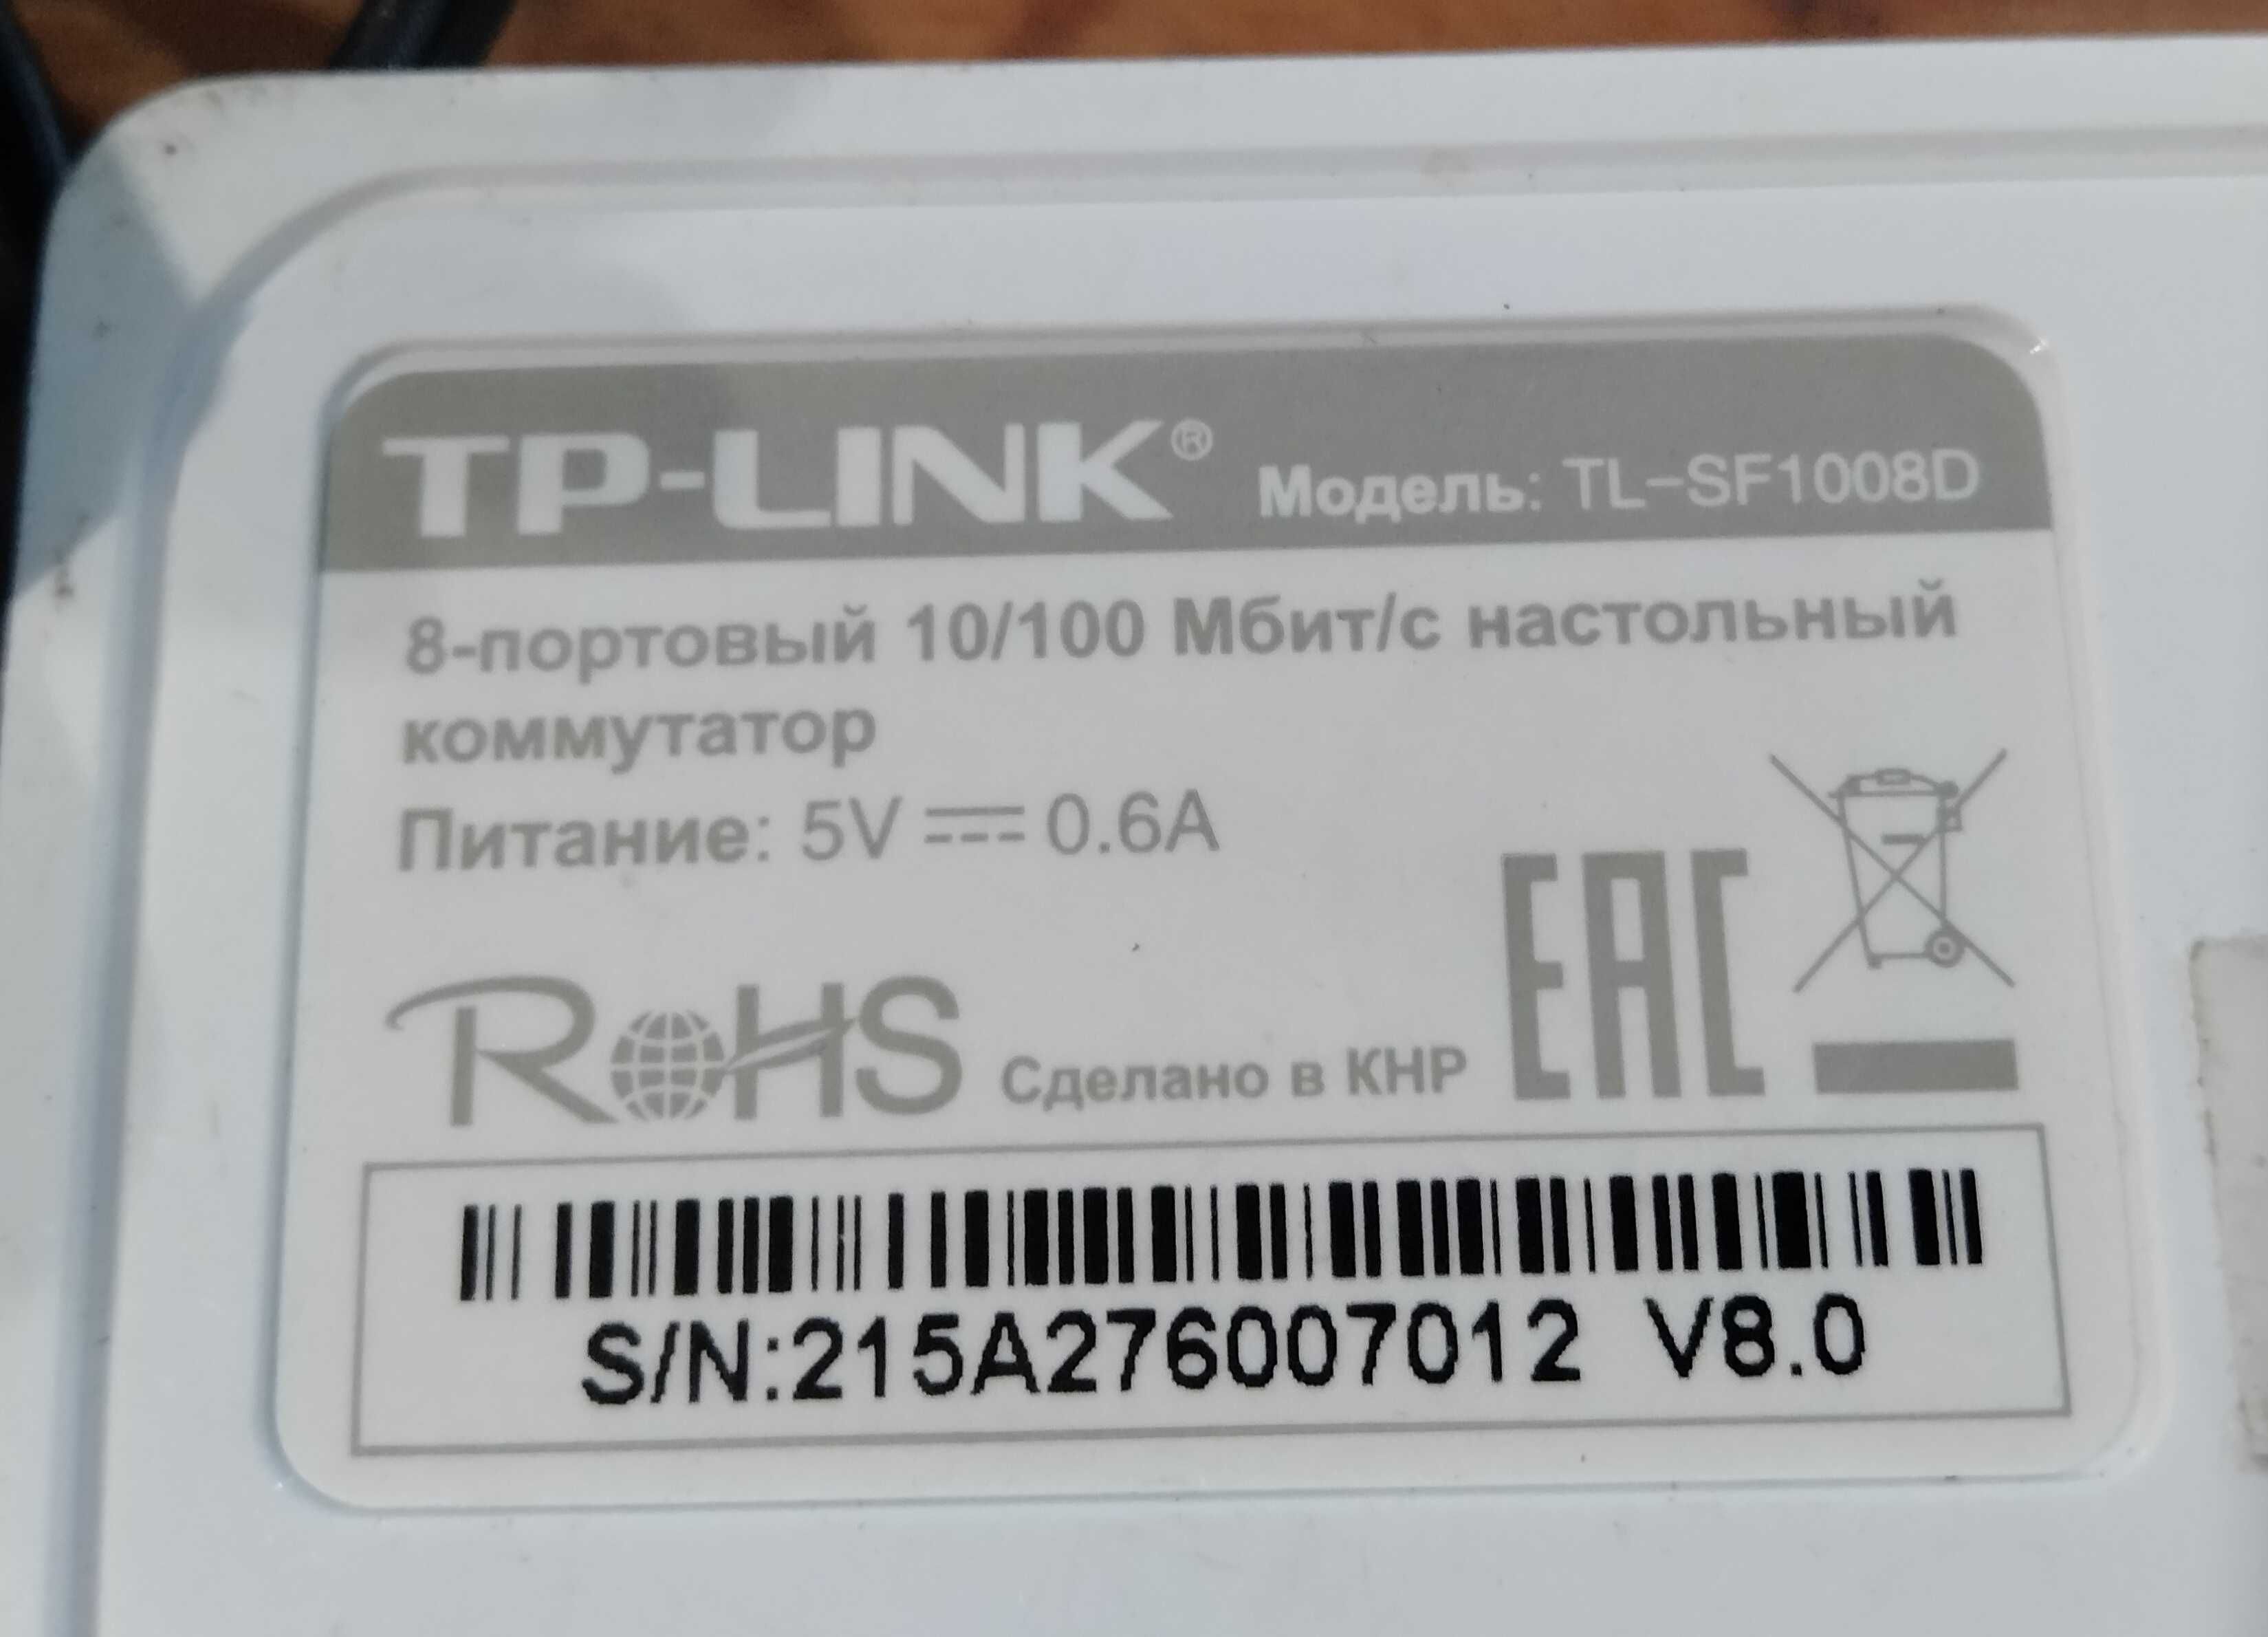 TP-LINK® Модель: TL-SF1008D
8-портовый 10/100 Мбит/с настольный
коммутатор
Питание: 5V ⎓ 0.6A
RoHS Сделано в КНР EAC
S/N:215A276007012 V8.0